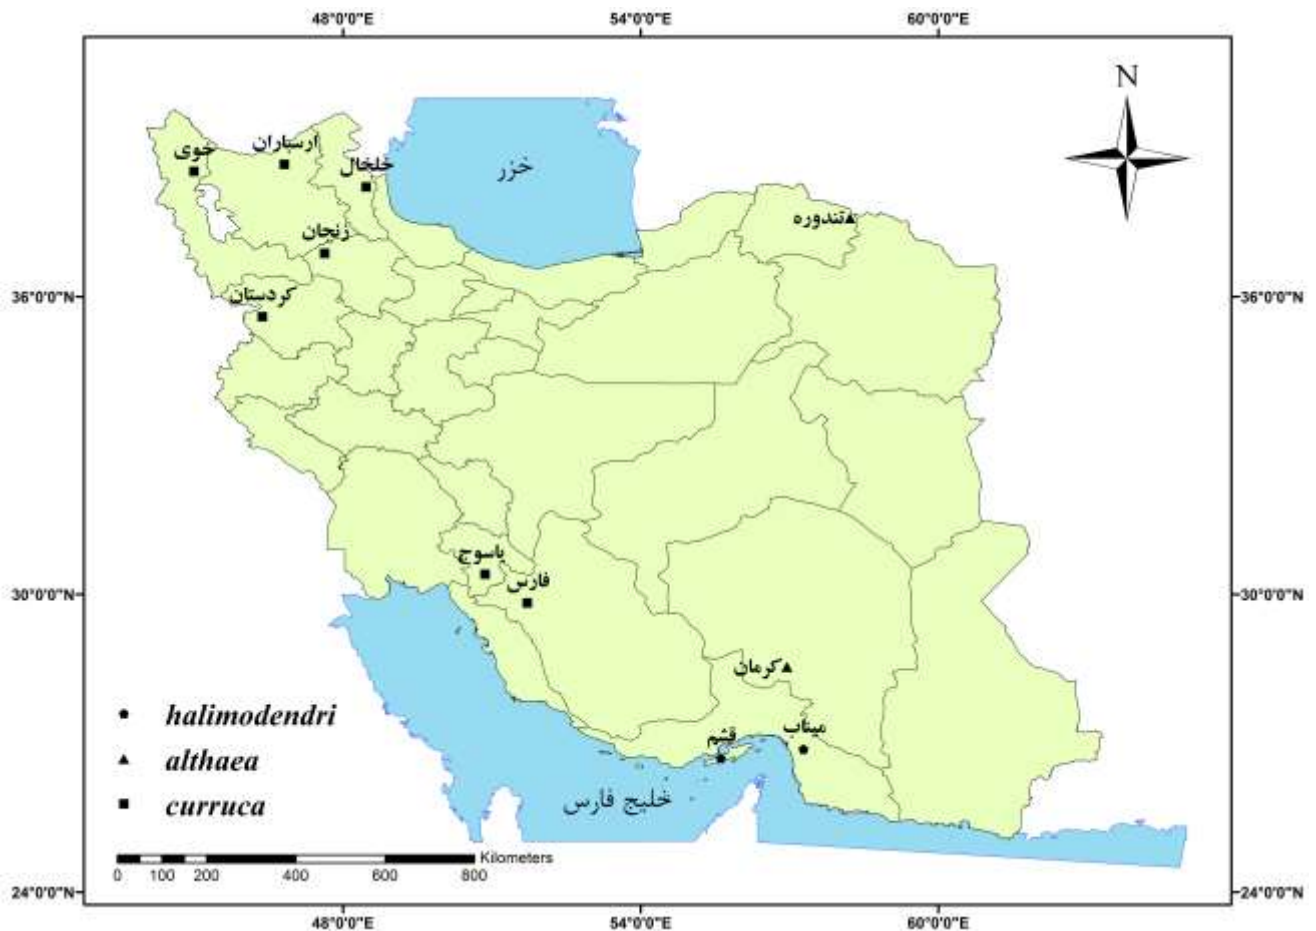 48°0'0"E
54°0'0"E
60°0'0"E
N
ارسباران
خوی
خلخال
خزر
تندوره
زنجان
36°0'0"N
36°0'0"N
کردستان
یاسوج
فارس
30°0'0"N
30°0'0"N
کرمان
میناب
قشم
خلیج فارس
halimodendri
althaea
curruca
Kilometers
0 100 200 400 600 800
24°0'0"N
24°0'0"N
48°0'0"E
54°0'0"E
60°0'0"E